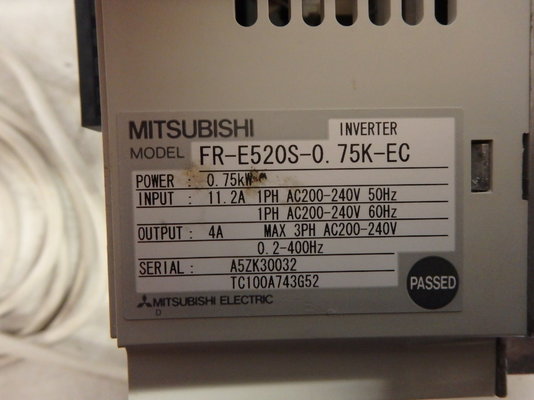 MITSUBISHI
INVERTER
MODEL FR-E520S-0.75K-EC
POWER : 0.75kW
INPUT : 11.2A 1PH AC200-240V 50Hz
1PH AC200-240V 60Hz
OUTPUT : 4A MAX 3PH AC200-240V
0.2-400Hz
SERIAL : A5ZK30032
TC100A743G52
PASSED
MITSUBISHI ELECTRIC
D